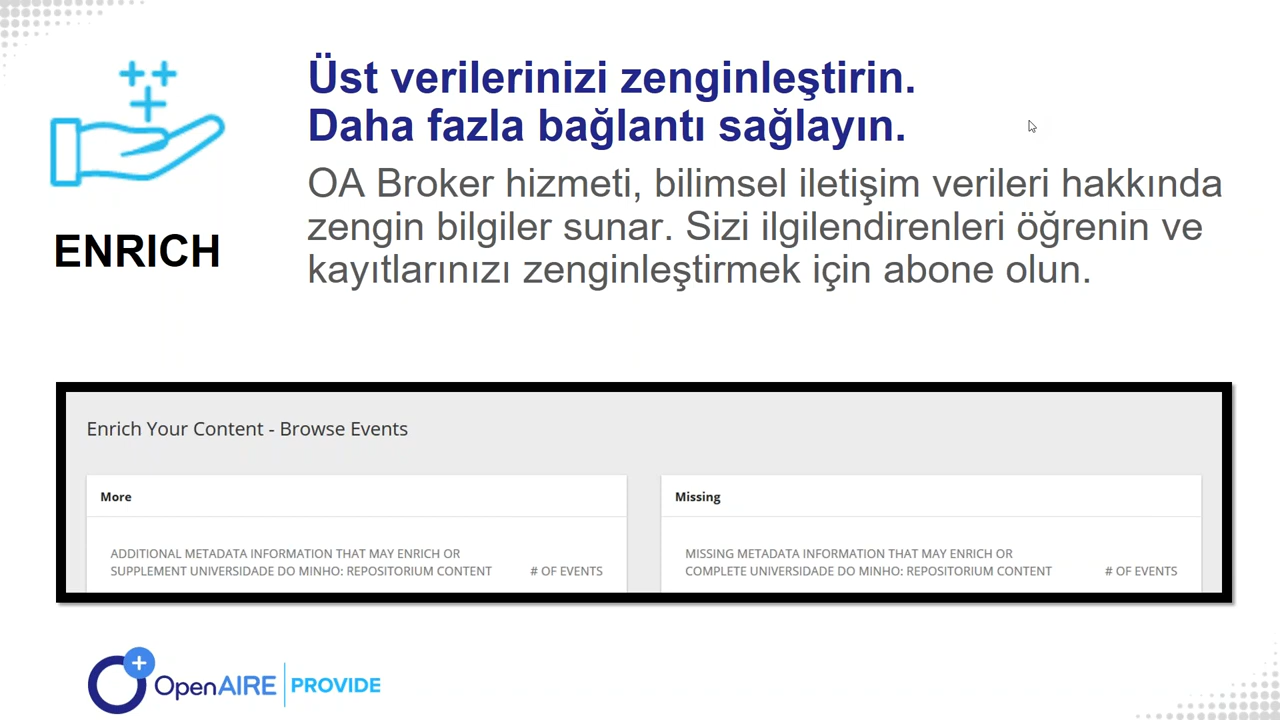 Üst verilerinizi zenginleştirin.
Daha fazla bağlantı sağlayın.
OA Broker hizmeti, bilimsel iletişim verileri hakkında
zengin bilgiler sunar. Sizi ilgilendirenleri öğrenin ve
kayıtlarınızı zenginleştirmek için abone olun.
ENRICH
Enrich Your Content - Browse Events
More
ADDITIONAL METADATA INFORMATION THAT MAY ENRICH OR
SUPPLEMENT UNIVERSIDADE DO MINHO: REPOSITORIUM CONTENT
# OF EVENTS
Missing
MISSING METADATA INFORMATION THAT MAY ENRICH OR
COMPLETE UNIVERSIDADE DO MINHO: REPOSITORIUM CONTENT
# OF EVENTS
OpenAIRE PROVIDE